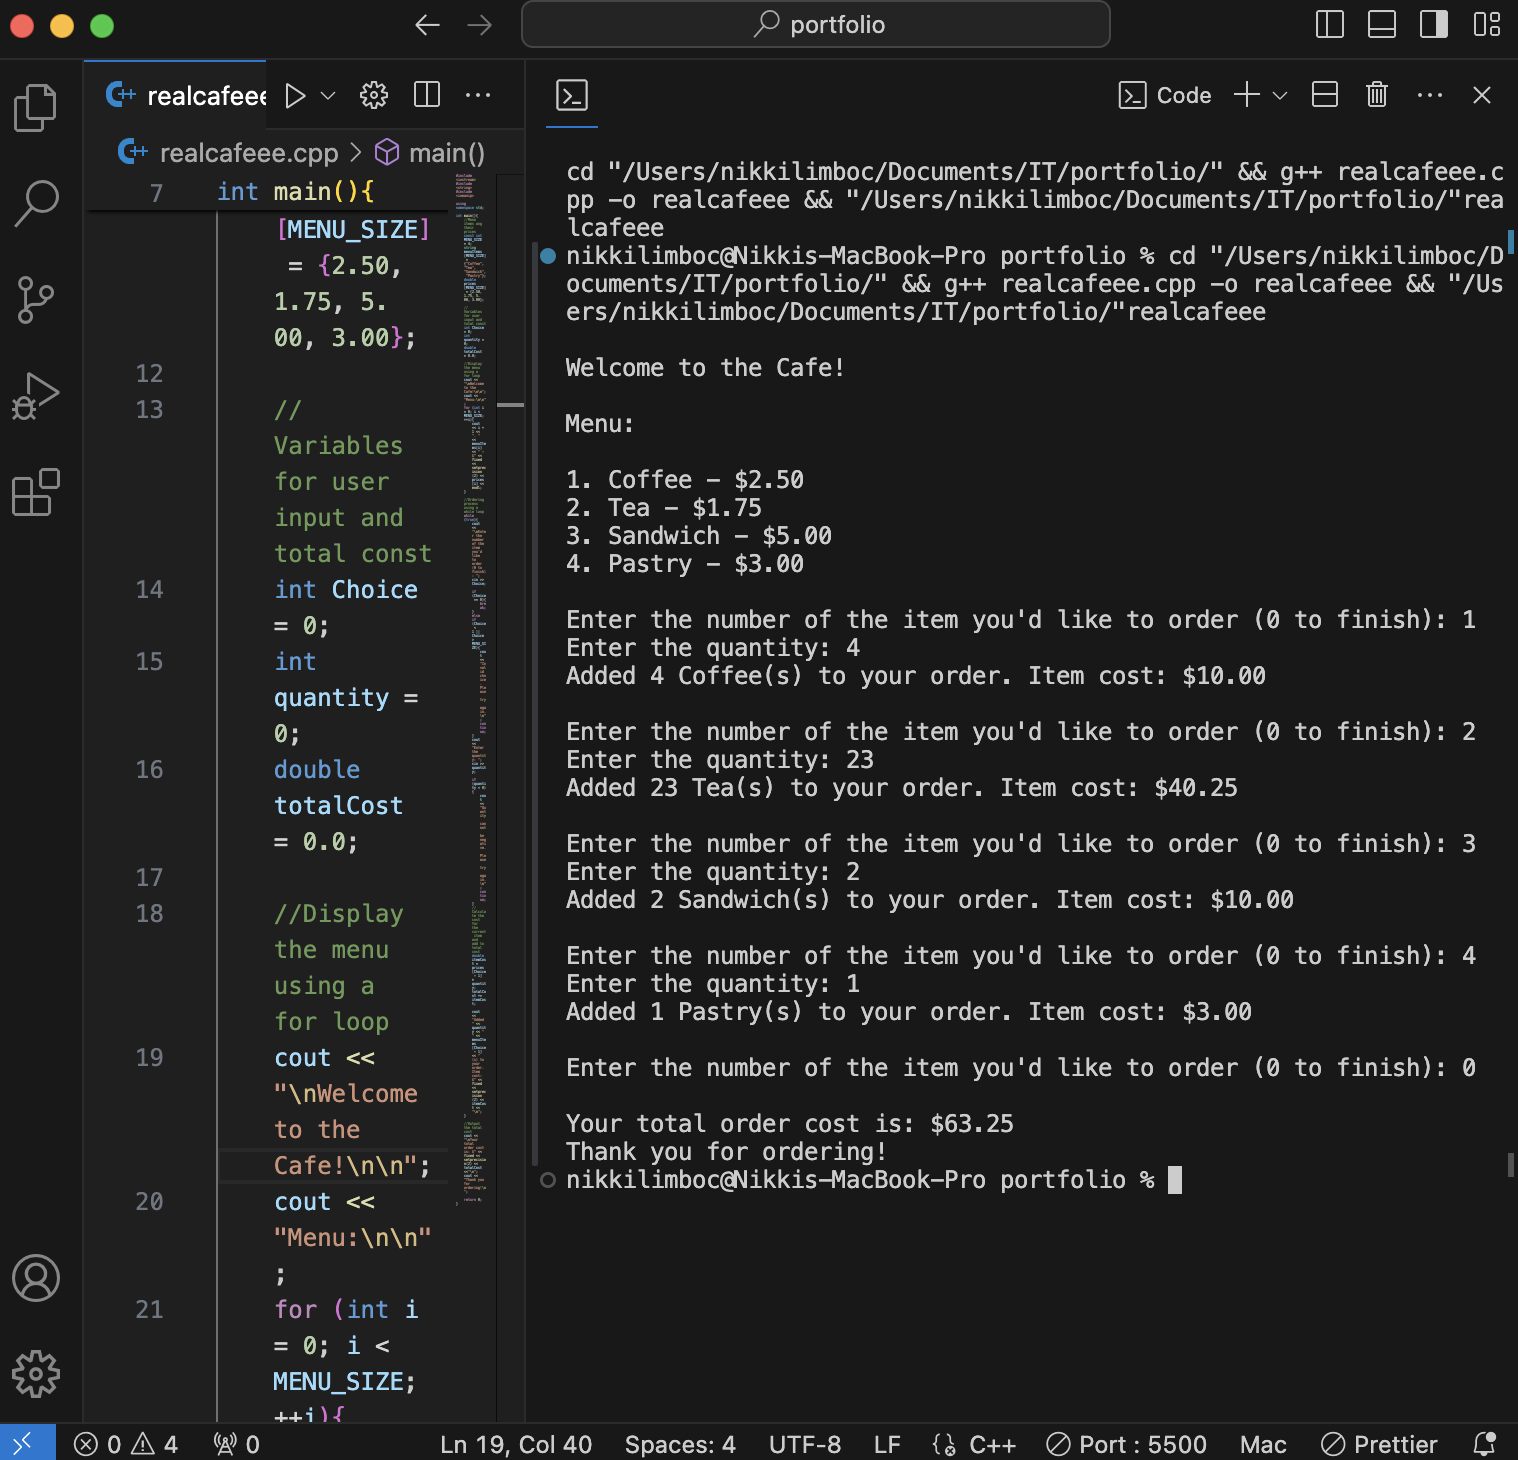 portfolio
realcafeee
Code
realcafeee.cpp > main()
7 int main(){
[MENU_SIZE]
= {2.50,
1.75, 5.
00, 3.00};
12
13 //
Variables
for user
input and
total const
14 int Choice
= 0;
15 int
quantity =
0;
16 double
totalCost
= 0.0;
17
18 //Display
the menu
using a
for loop
19 cout <<
"\nWelcome
to the
Cafe!\n\n";
20 cout <<
"Menu:\n\n"
;
21 for (int i
= 0; i <
MENU_SIZE;
++i){
cd "/Users/nikkilimboc/Documents/IT/portfolio/" && g++ realcafeee.c
pp -o realcafeee && "/Users/nikkilimboc/Documents/IT/portfolio/"rea
lcafeee
nikkilimboc@Nikkis-MacBook-Pro portfolio % cd "/Users/nikkilimboc/D
ocuments/IT/portfolio/" && g++ realcafeee.cpp -o realcafeee && "/Us
ers/nikkilimboc/Documents/IT/portfolio/"realcafeee
Welcome to the Cafe!
Menu:
1. Coffee - $2.50
2. Tea - $1.75
3. Sandwich - $5.00
4. Pastry - $3.00
Enter the number of the item you'd like to order (0 to finish): 1
Enter the quantity: 4
Added 4 Coffee(s) to your order. Item cost: $10.00
Enter the number of the item you'd like to order (0 to finish): 2
Enter the quantity: 23
Added 23 Tea(s) to your order. Item cost: $40.25
Enter the number of the item you'd like to order (0 to finish): 3
Enter the quantity: 2
Added 2 Sandwich(s) to your order. Item cost: $10.00
Enter the number of the item you'd like to order (0 to finish): 4
Enter the quantity: 1
Added 1 Pastry(s) to your order. Item cost: $3.00
Enter the number of the item you'd like to order (0 to finish): 0
Your total order cost is: $63.25
Thank you for ordering!
nikkilimboc@Nikkis-MacBook-Pro portfolio %
0 4 0 Ln 19, Col 40 Spaces: 4 UTF-8 LF C++ Port : 5500 Mac Prettier